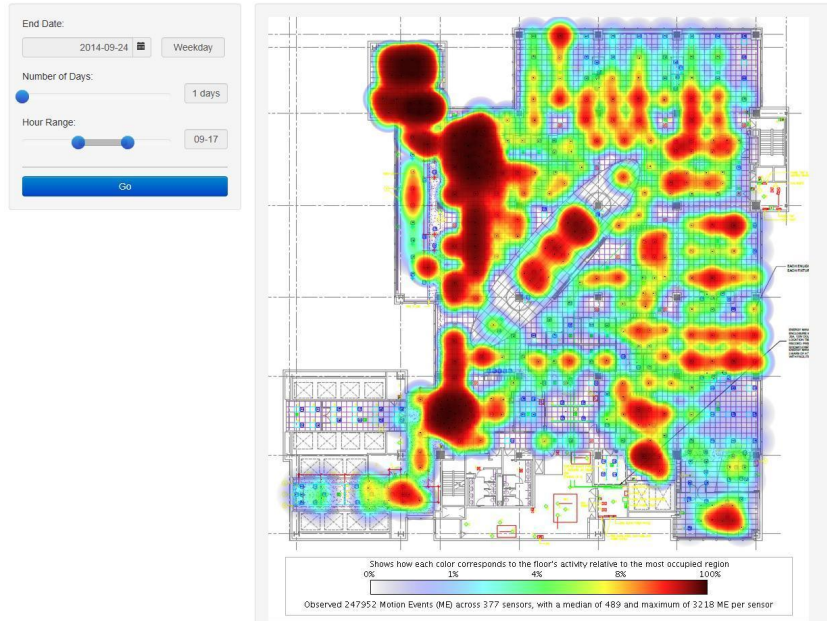 End Date:
2014-09-24
Weekday
Number of Days:
1 days
Hour Range:
09-17
Go
Shows how each color corresponds to the floor's activity relative to the most occupied region
0% 1% 4% 8% 100%
Observed 247952 Motion Events (ME) across 377 sensors, with a median of 489 and maximum of 3218 ME per sensor